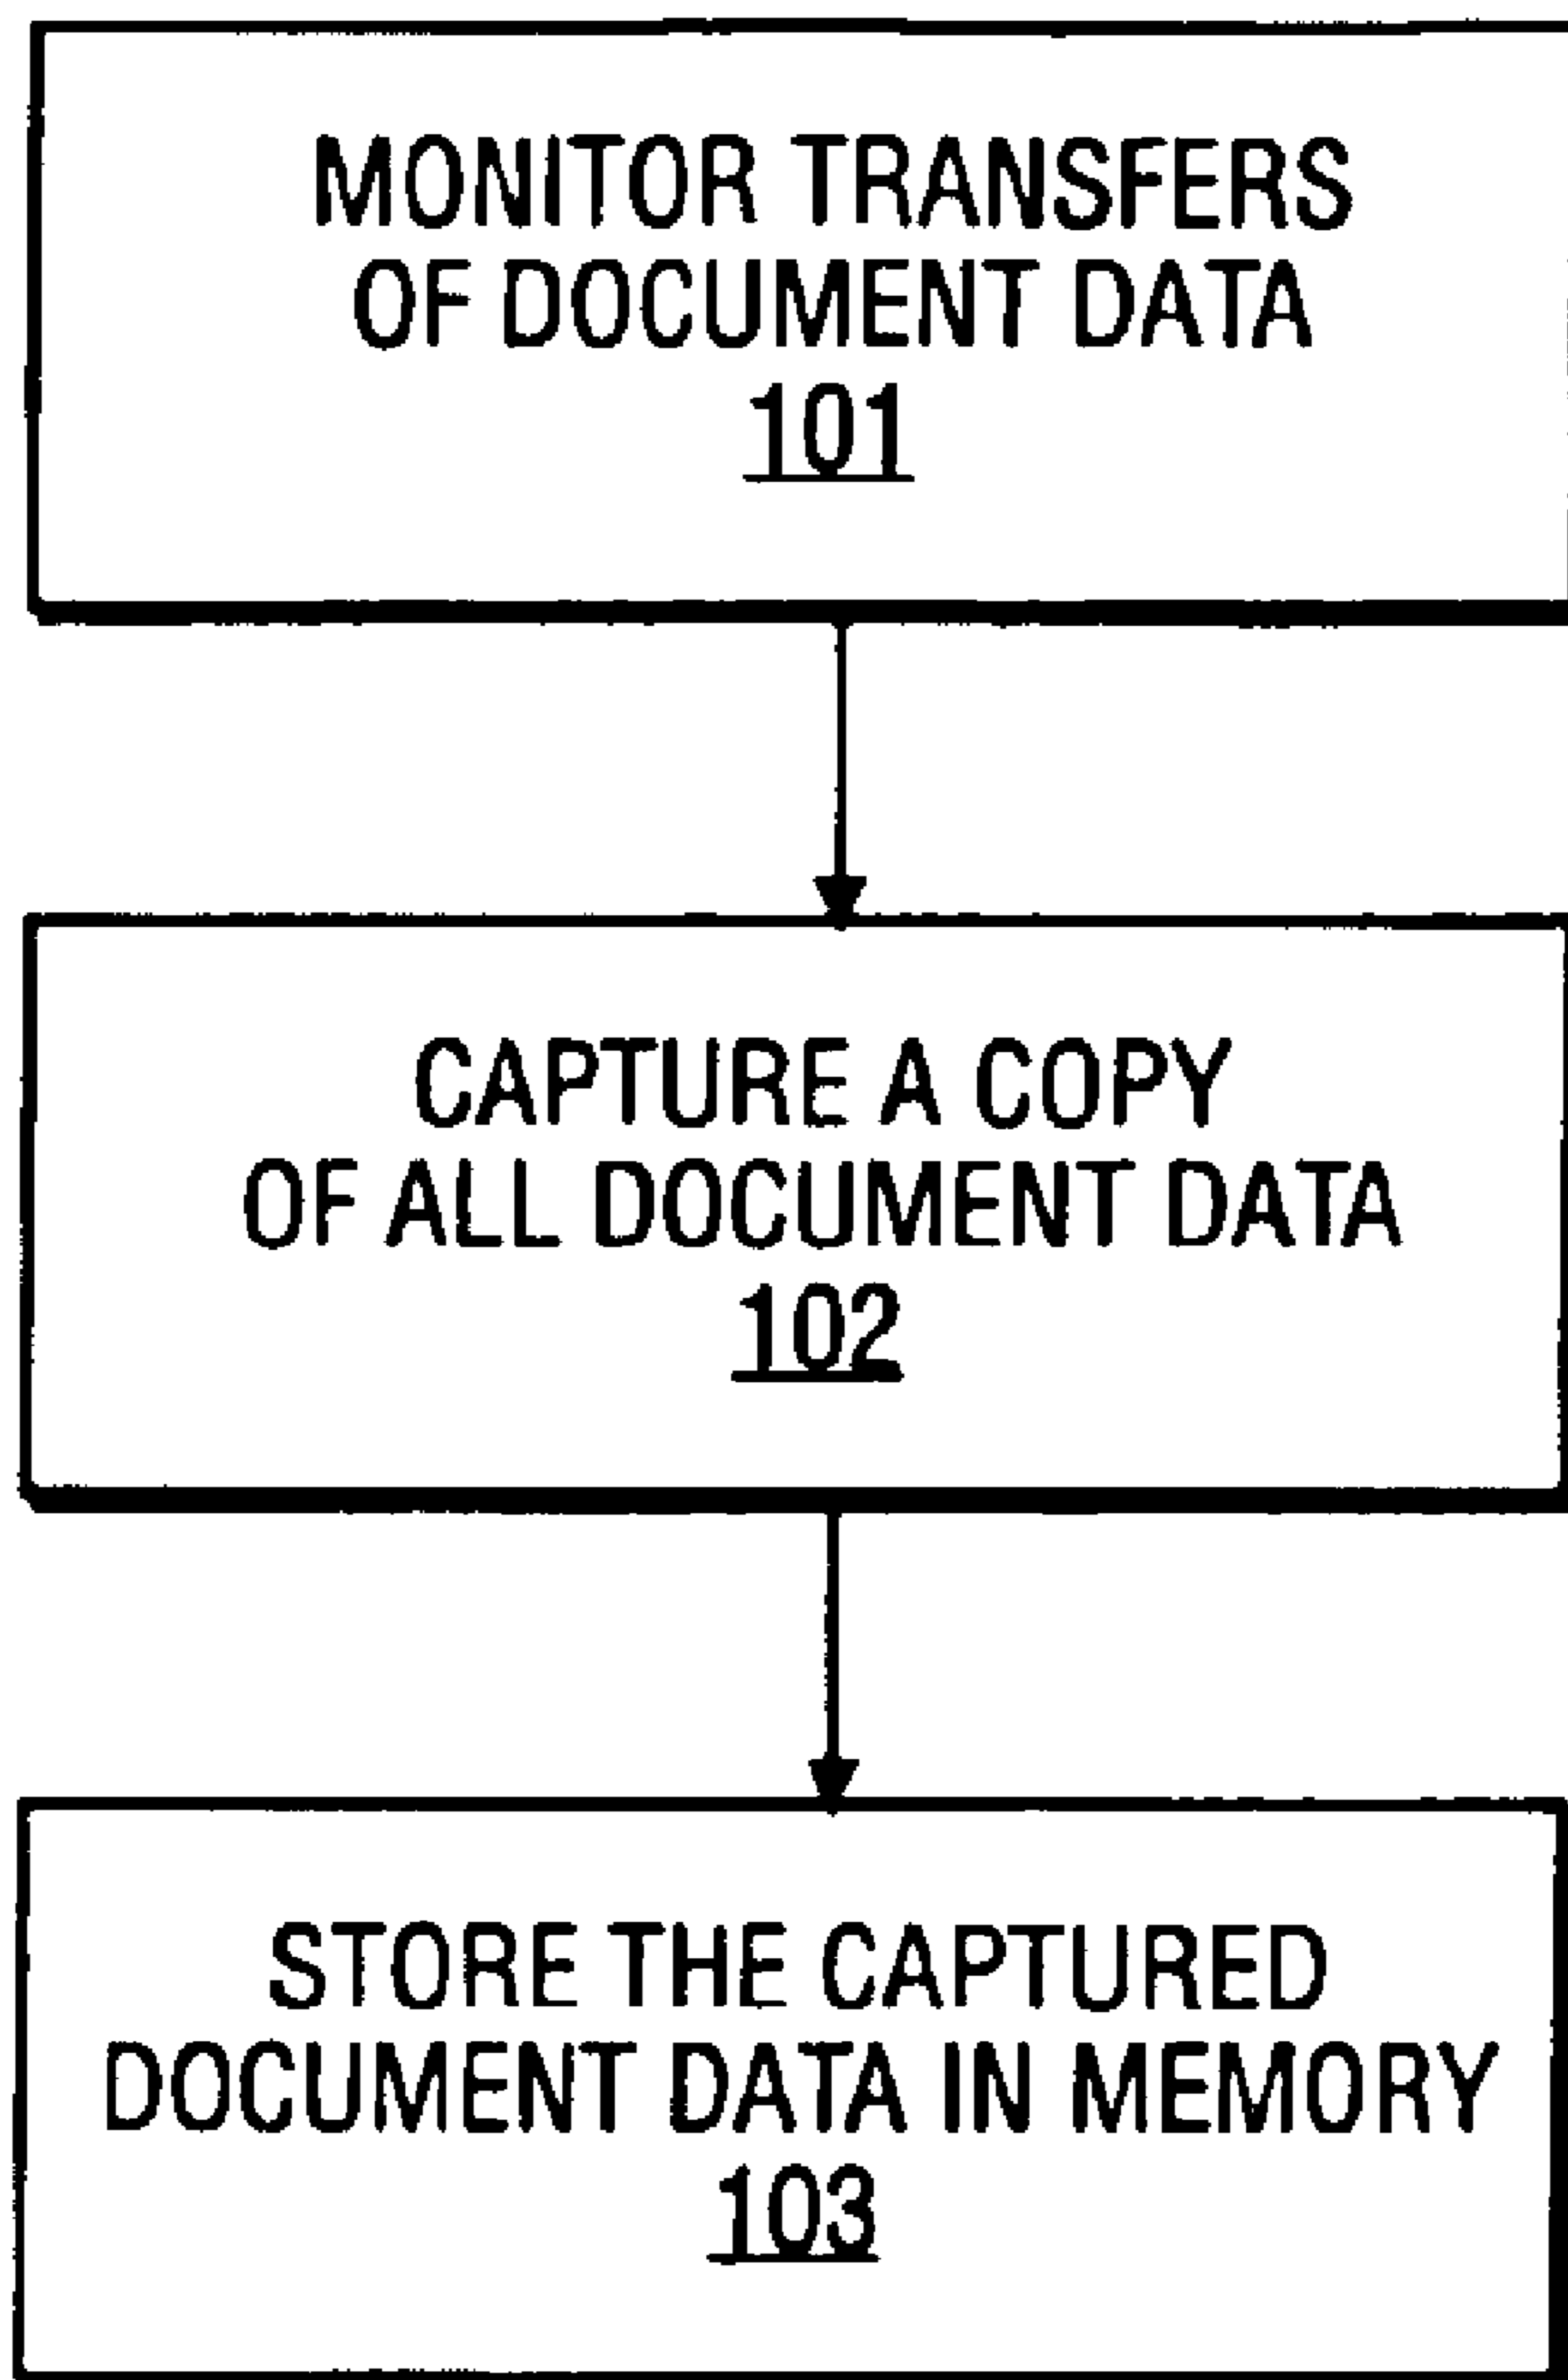 MONITOR TRANSFERS
OF DOCUMENT DATA
101
CAPTURE A COPY
OF ALL DOCUMENT DATA
102
STORE THE CAPTURED
DOCUMENT DATA IN MEMORY
103